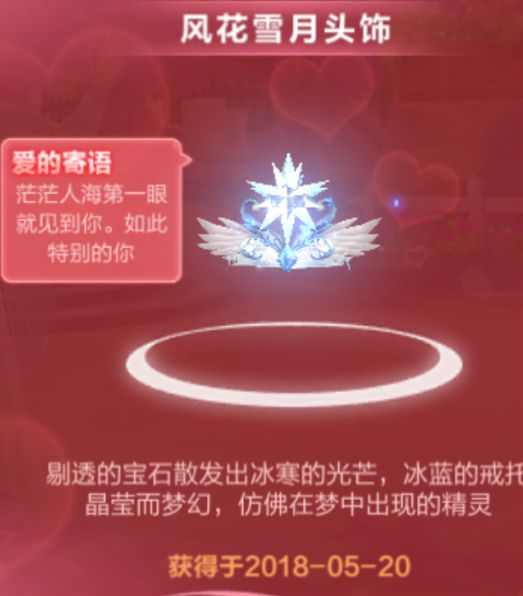 风花雪月头饰
爱的寄语
茫茫人海第一眼
就见到你。如此
特别的你
剔透的宝石散发出冰寒的光芒，冰蓝的戒托
晶莹而梦幻，仿佛在梦中出现的精灵
获得于2018-05-20